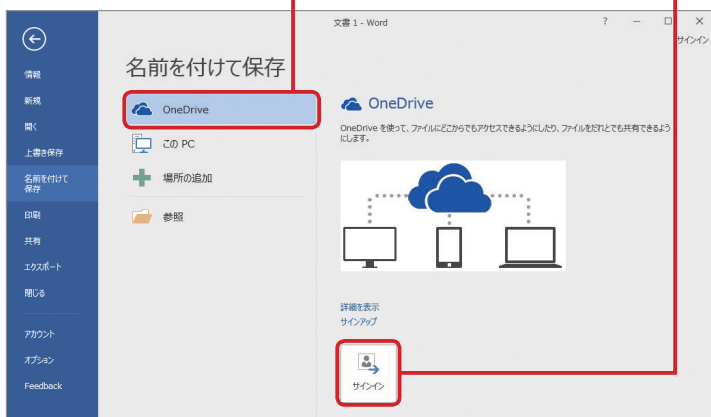 文書 1 - Word
?
サインイン
情報
新規
開く
上書き保存
名前を付けて
保存
印刷
共有
エクスポート
閉じる
アカウント
オプション
Feedback
名前を付けて保存
OneDrive
この PC
場所の追加
参照
OneDrive
OneDrive を使って、ファイルにどこからでもアクセスできるようにしたり、ファイルをだれとでも共有できるよう
にします。
詳細を表示
サインアップ
サインイン